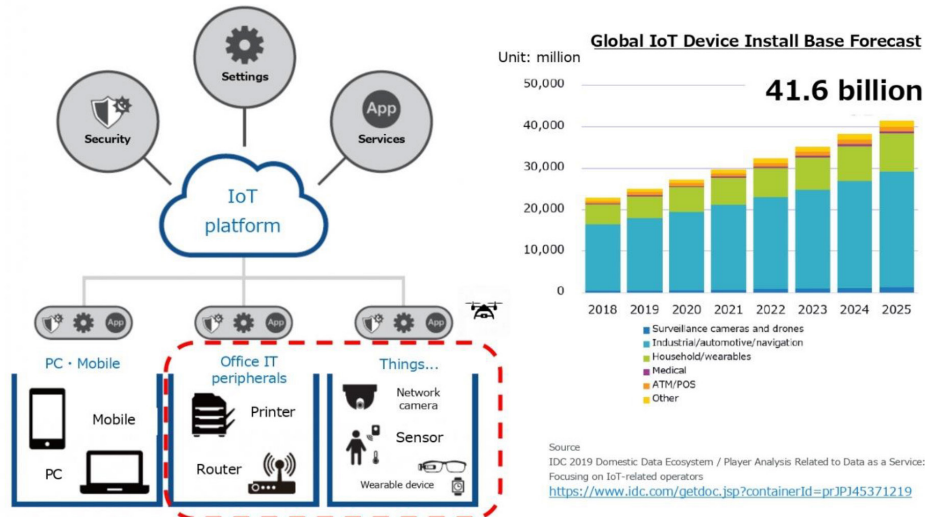 Settings
Security
App
Services
IoT
platform
App
App
App
PC・Mobile
Mobile
PC
Office IT
peripherals
Printer
Router
Things...
Network
camera
Sensor
Wearable device
Global IoT Device Install Base Forecast
Unit: million
41.6 billion
50,000
40,000
30,000
20,000
10,000
0
2018 2019 2020 2021 2022 2023 2024 2025
Surveillance cameras and drones
Industrial/automotive/navigation
Household/wearables
Medical
ATM/POS
Other
Source
IDC 2019 Domestic Data Ecosystem / Player Analysis Related to Data as a Service:
Focusing on IoT-related operators
https://www.idc.com/getdoc.jsp?containerId=prJPJ45371219